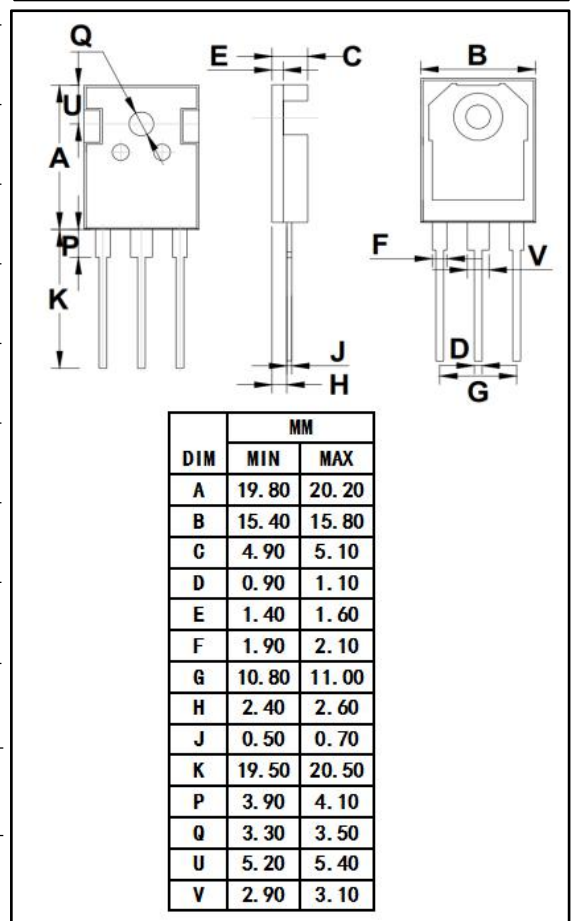 Q
E C B
U
A
P
F V
K
J D
H G
MM
DIM MIN MAX
A 19.80 20.20
B 15.40 15.80
C 4.90 5.10
D 0.90 1.10
E 1.40 1.60
F 1.90 2.10
G 10.80 11.00
H 2.40 2.60
J 0.50 0.70
K 19.50 20.50
P 3.90 4.10
Q 3.30 3.50
U 5.20 5.40
V 2.90 3.10